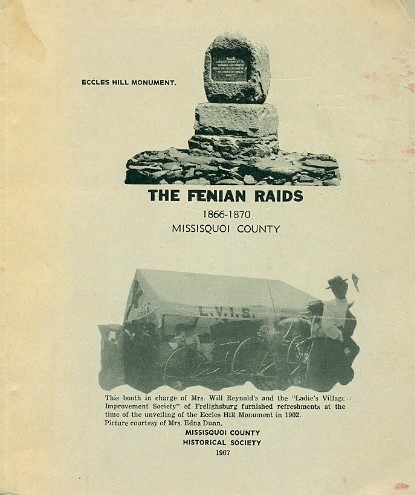 ECCLES HILL MONUMENT.
THE FENIAN RAIDS
1866-1870
MISSISQUOI COUNTY
L.V.I.S.
This booth in charge of Mrs. Will Reynold's and the "Ladie's Village
Improvement Society" of Frelighsburg furnished refreshments at the
time of the unveiling of the Eccles Hill Monument in 1902.
Picture courtesy of Mrs. Edna Dunn.
MISSISQUOI COUNTY
HISTORICAL SOCIETY
1967